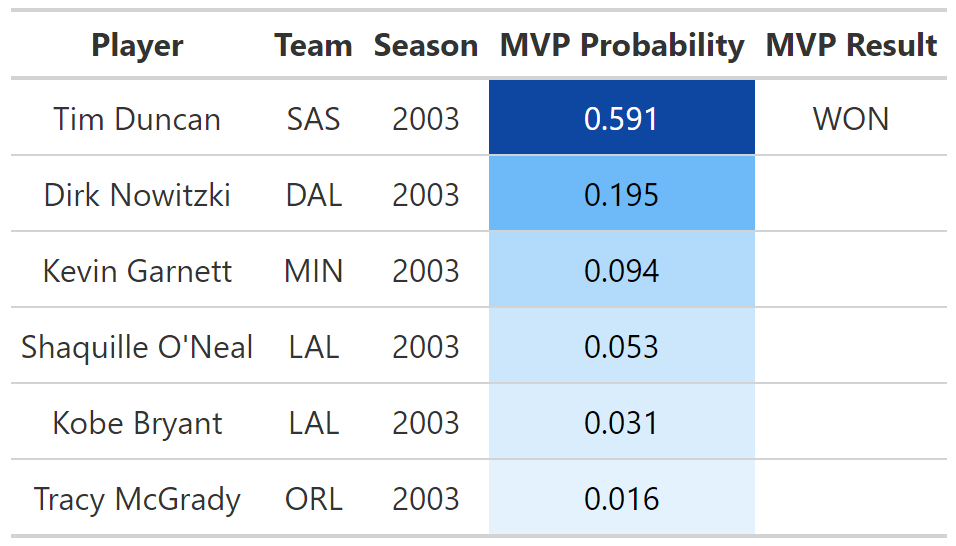 Player Team Season MVP Probability MVP Result
Tim Duncan SAS 2003 0.591 WON
Dirk Nowitzki DAL 2003 0.195
Kevin Garnett MIN 2003 0.094
Shaquille O'Neal LAL 2003 0.053
Kobe Bryant LAL 2003 0.031
Tracy McGrady ORL 2003 0.016